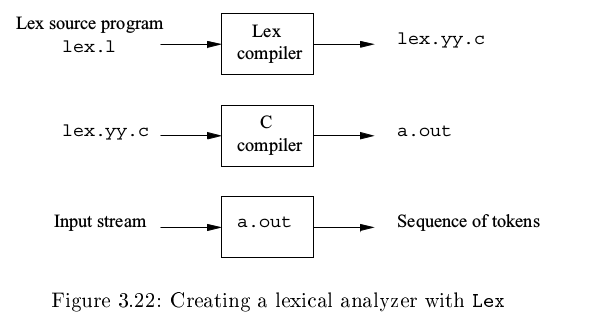 Lex source program
lex.l
Lex
compiler
lex.yy.c
lex.yy.c
C
compiler
a.out
Input stream
a.out
Sequence of tokens
Figure 3.22: Creating a lexical analyzer with Lex